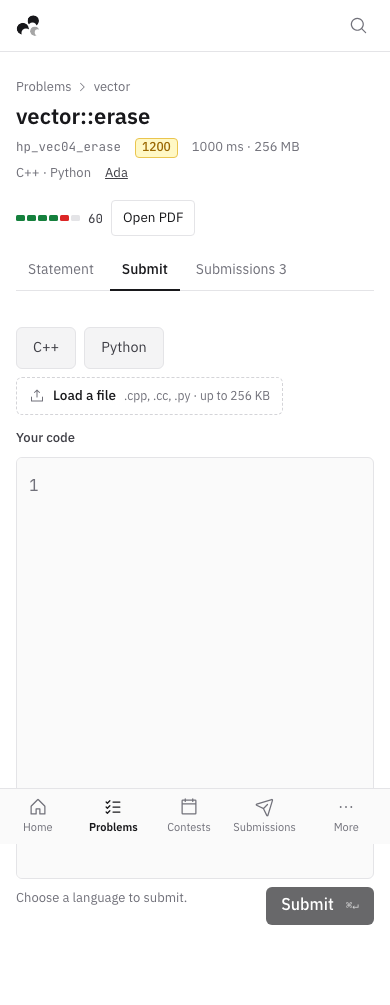 Problems > vector
vector::erase
hp_vec04_erase 1200 1000 ms · 256 MB
C++ · Python Ada
60 Open PDF
Statement Submit Submissions 3
C++ Python
Load a file .cpp, .cc, .py · up to 256 KB
Your code
1
Home Problems Contests Submissions More
Choose a language to submit. Submit ⌘↵